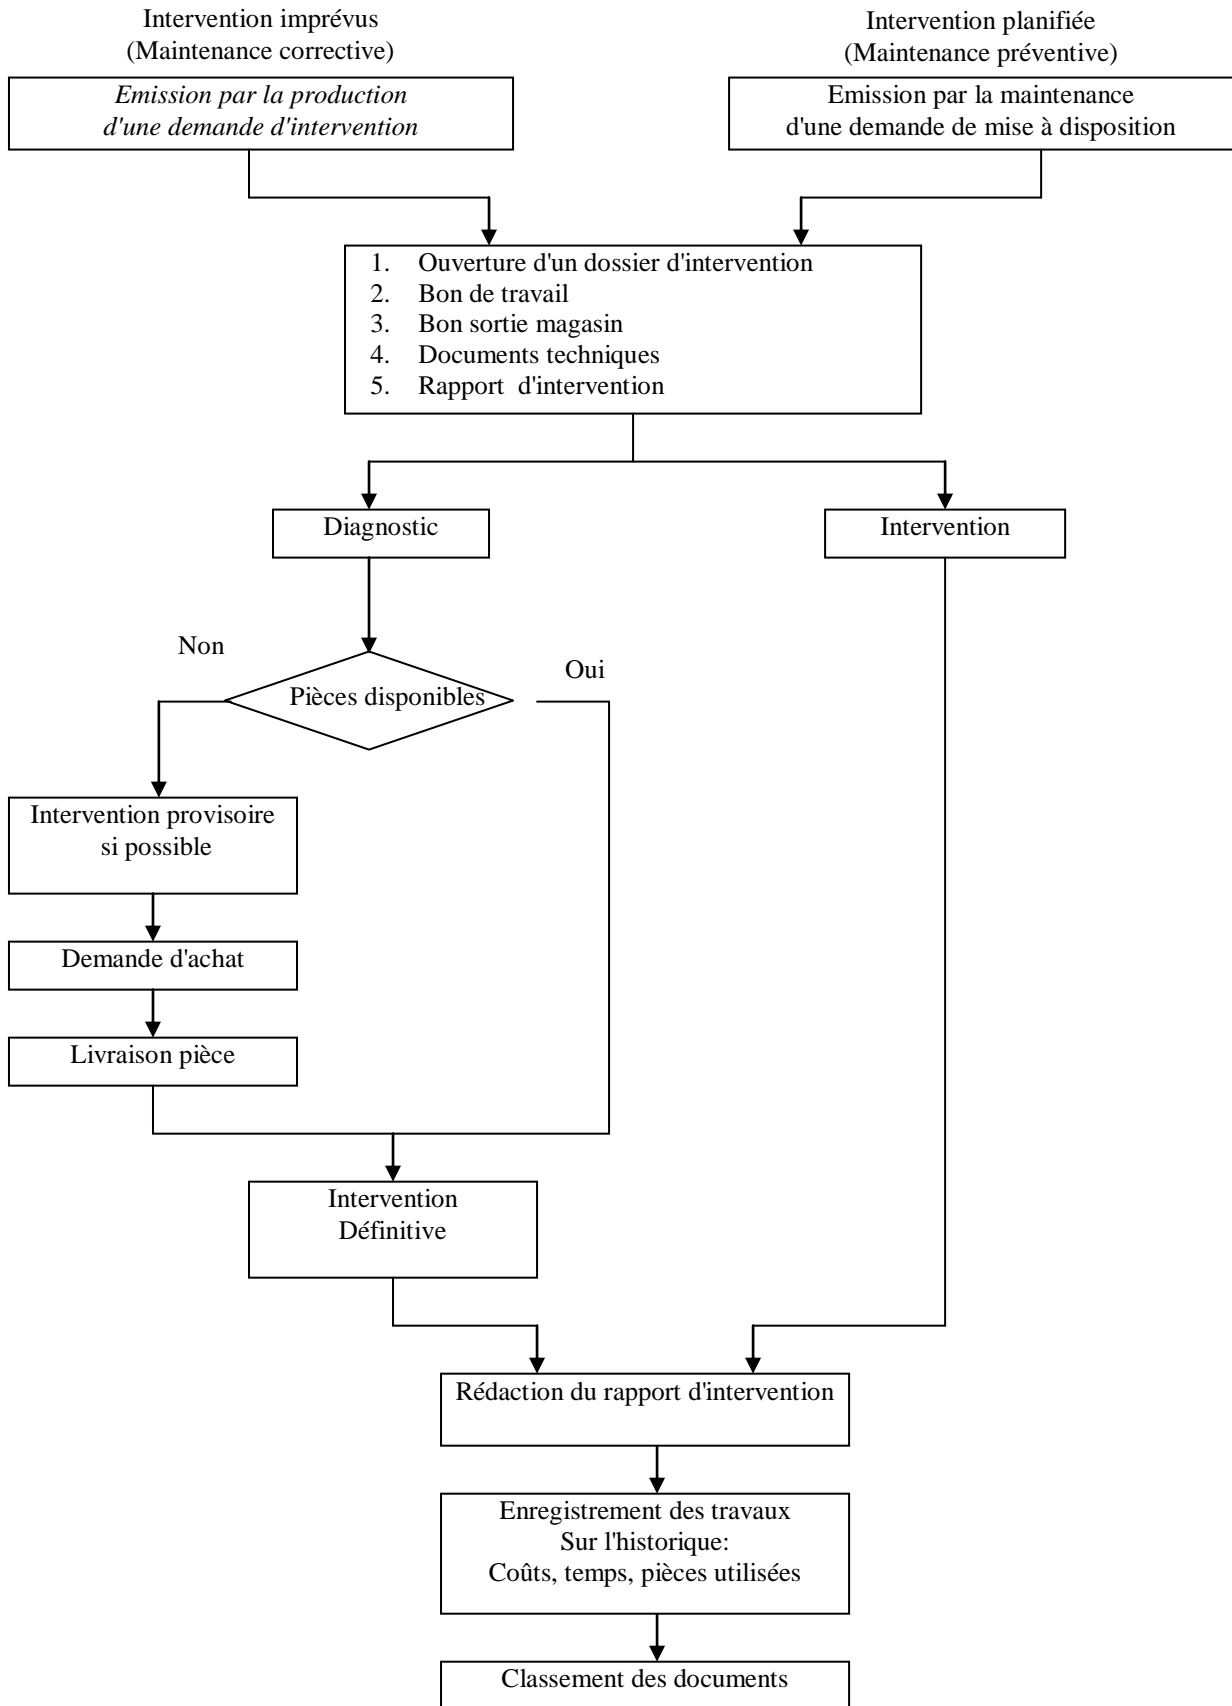 Intervention imprévus
(Maintenance corrective)
Intervention planifiée
(Maintenance préventive)
Emission par la production
d'une demande d'intervention
Emission par la maintenance
d'une demande de mise à disposition
1. Ouverture d'un dossier d'intervention
2. Bon de travail
3. Bon sortie magasin
4. Documents techniques
5. Rapport d'intervention
Diagnostic
Intervention
Non
Oui
Pièces disponibles
Intervention provisoire
si possible
Demande d'achat
Livraison pièce
Intervention
Définitive
Rédaction du rapport d'intervention
Enregistrement des travaux
Sur l'historique:
Coûts, temps, pièces utilisées
Classement des documents